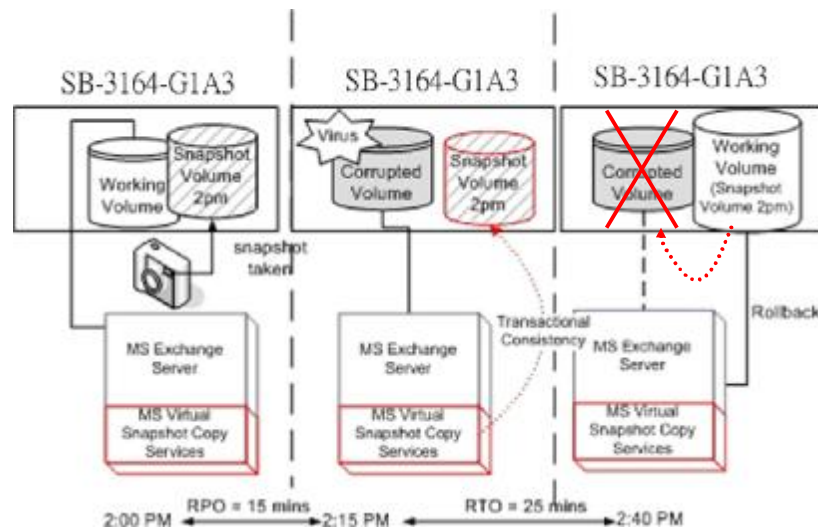 SB-3164-G1A3
Working
Volume
Snapshot
Volume
2pm
snapshot
taken
MS Exchange
Server
MS Virtual
Snapshot Copy
Services
SB-3164-G1A3
Virus
Corrupted
Volume
Snapshot
Volume
2pm
Transactional
Consistency
MS Exchange
Server
MS Virtual
Snapshot Copy
Services
SB-3164-G1A3
Corrupted
Volume
Working
Volume
(Snapshot
Volume 2pm)
Rollback
MS Exchange
Server
MS Virtual
Snapshot Copy
Services
2:00 PM
RPO = 15 mins
2:15 PM
RTO = 25 mins
2:40 PM